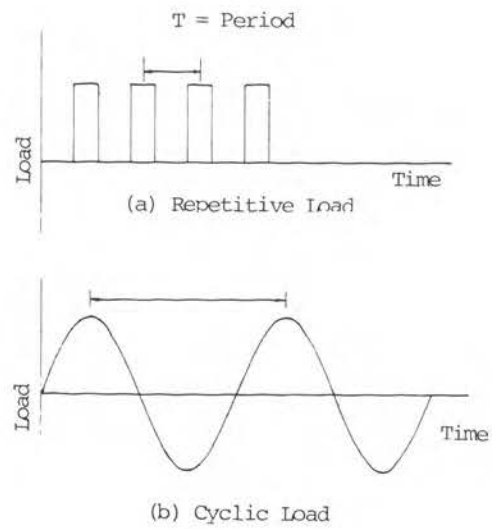 T = Period
Load
Time
(a) Repetitive Load
Load
Time
(b) Cyclic Load